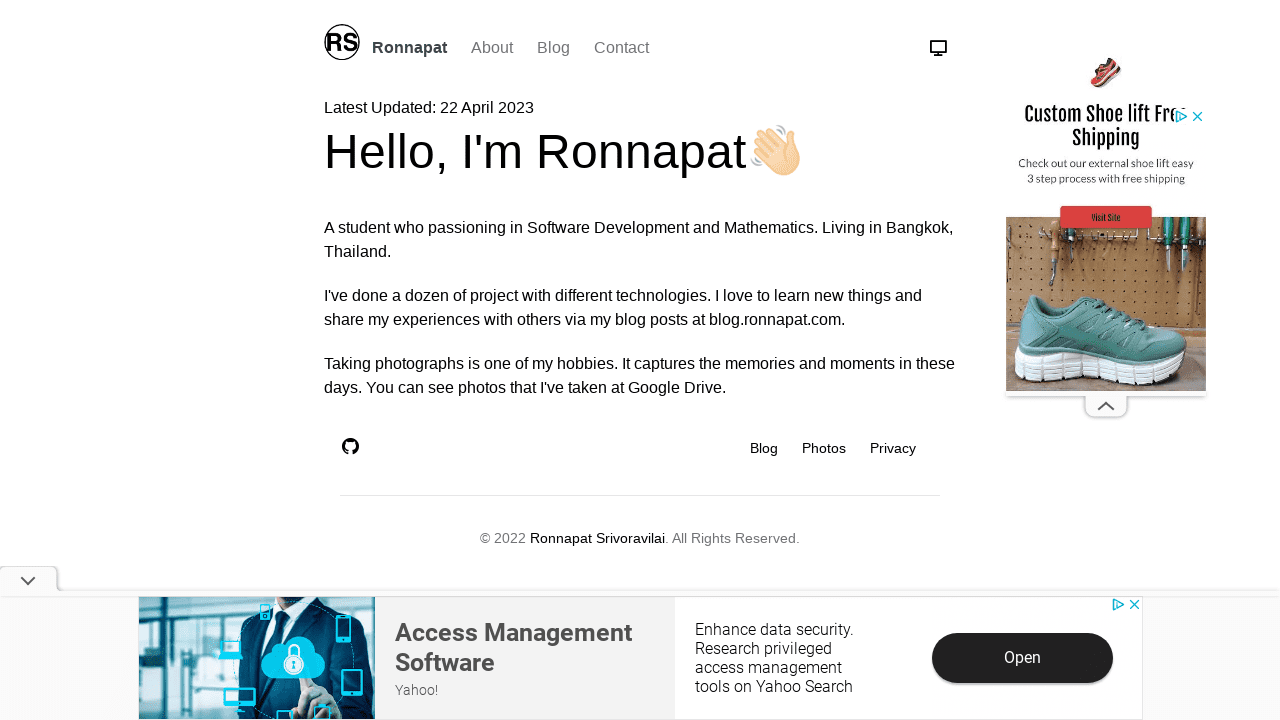 RS
Ronnapat
About
Blog
Contact
Latest Updated: 22 April 2023
Hello, I'm Ronnapat
A student who passioning in Software Development and Mathematics. Living in Bangkok,
Thailand.
I've done a dozen of project with different technologies. I love to learn new things and
share my experiences with others via my blog posts at blog.ronnapat.com.
Taking photographs is one of my hobbies. It captures the memories and moments in these
days. You can see photos that I've taken at Google Drive.
Blog
Photos
Privacy
© 2022 Ronnapat Srivoravilai. All Rights Reserved.
Custom Shoe lift Free
Shipping
Check out our external shoe lift easy
3 step process with free shipping
Visit Site
Access Management
Software
Yahoo!
Enhance data security.
Research privileged
access management
tools on Yahoo Search
Open